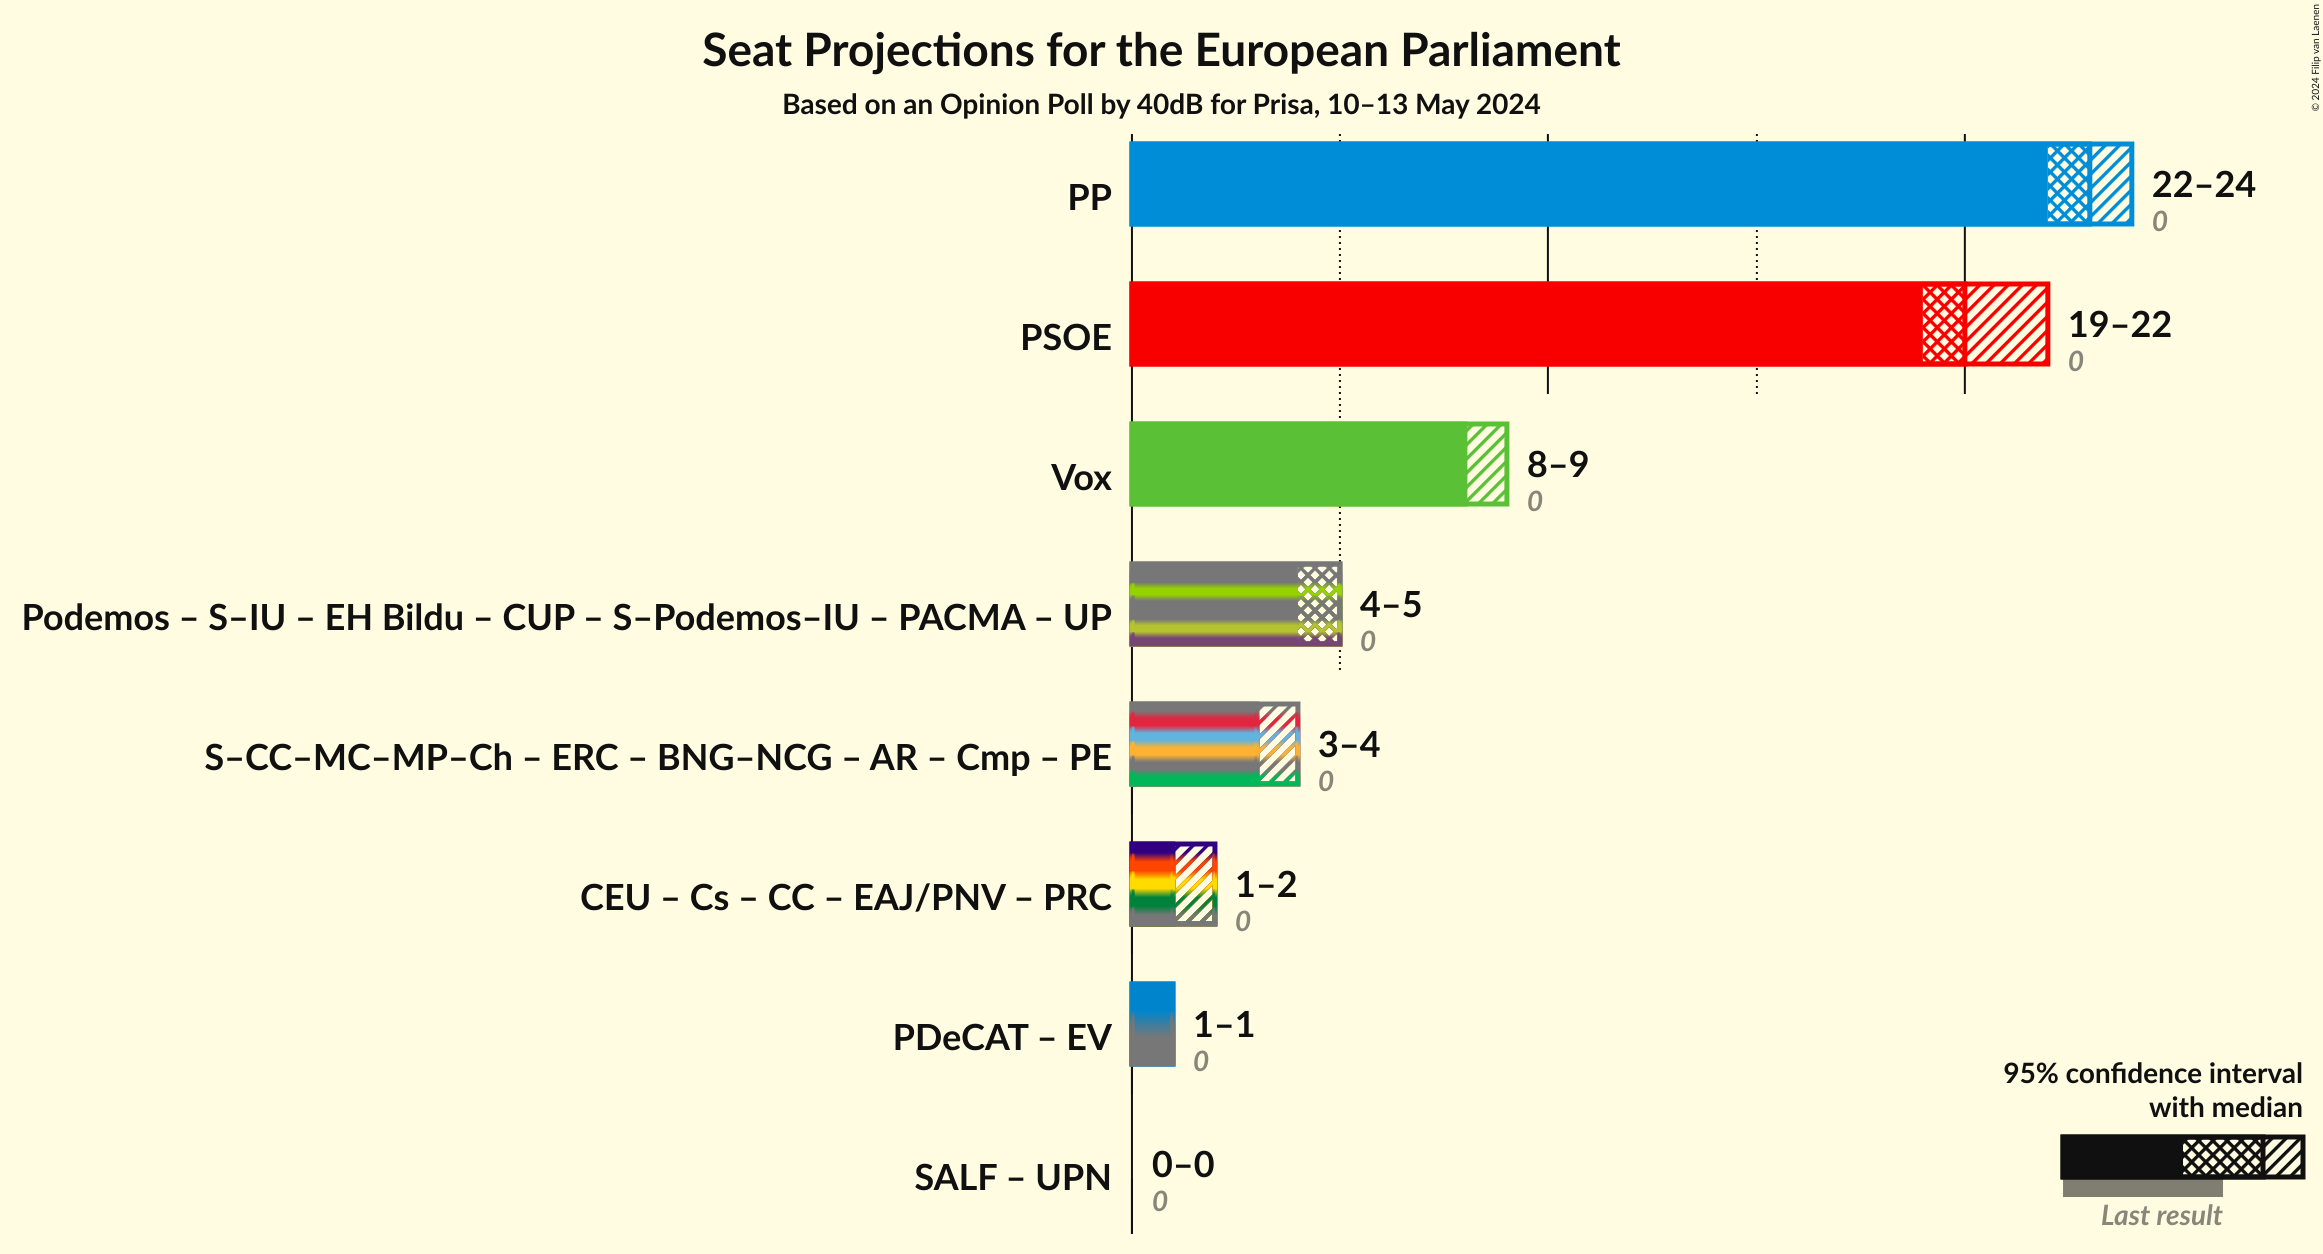 Seat Projections for the European Parliament
Based on an Opinion Poll by 40dB for Prisa, 10–13 May 2024
© 2024 Filip van Laenen
PP
22–24
0
PSOE
19–22
0
Vox
8–9
0
Podemos – S–IU – EH Bildu – CUP – S–Podemos–IU – PACMA – UP
4–5
0
S–CC–MC–MP–Ch – ERC – BNG–NCG – AR – Cmp – PE
3–4
0
CEU – Cs – CC – EAJ/PNV – PRC
1–2
0
PDeCAT – EV
1–1
0
SALF – UPN
0–0
0
95% confidence interval
with median
Last result